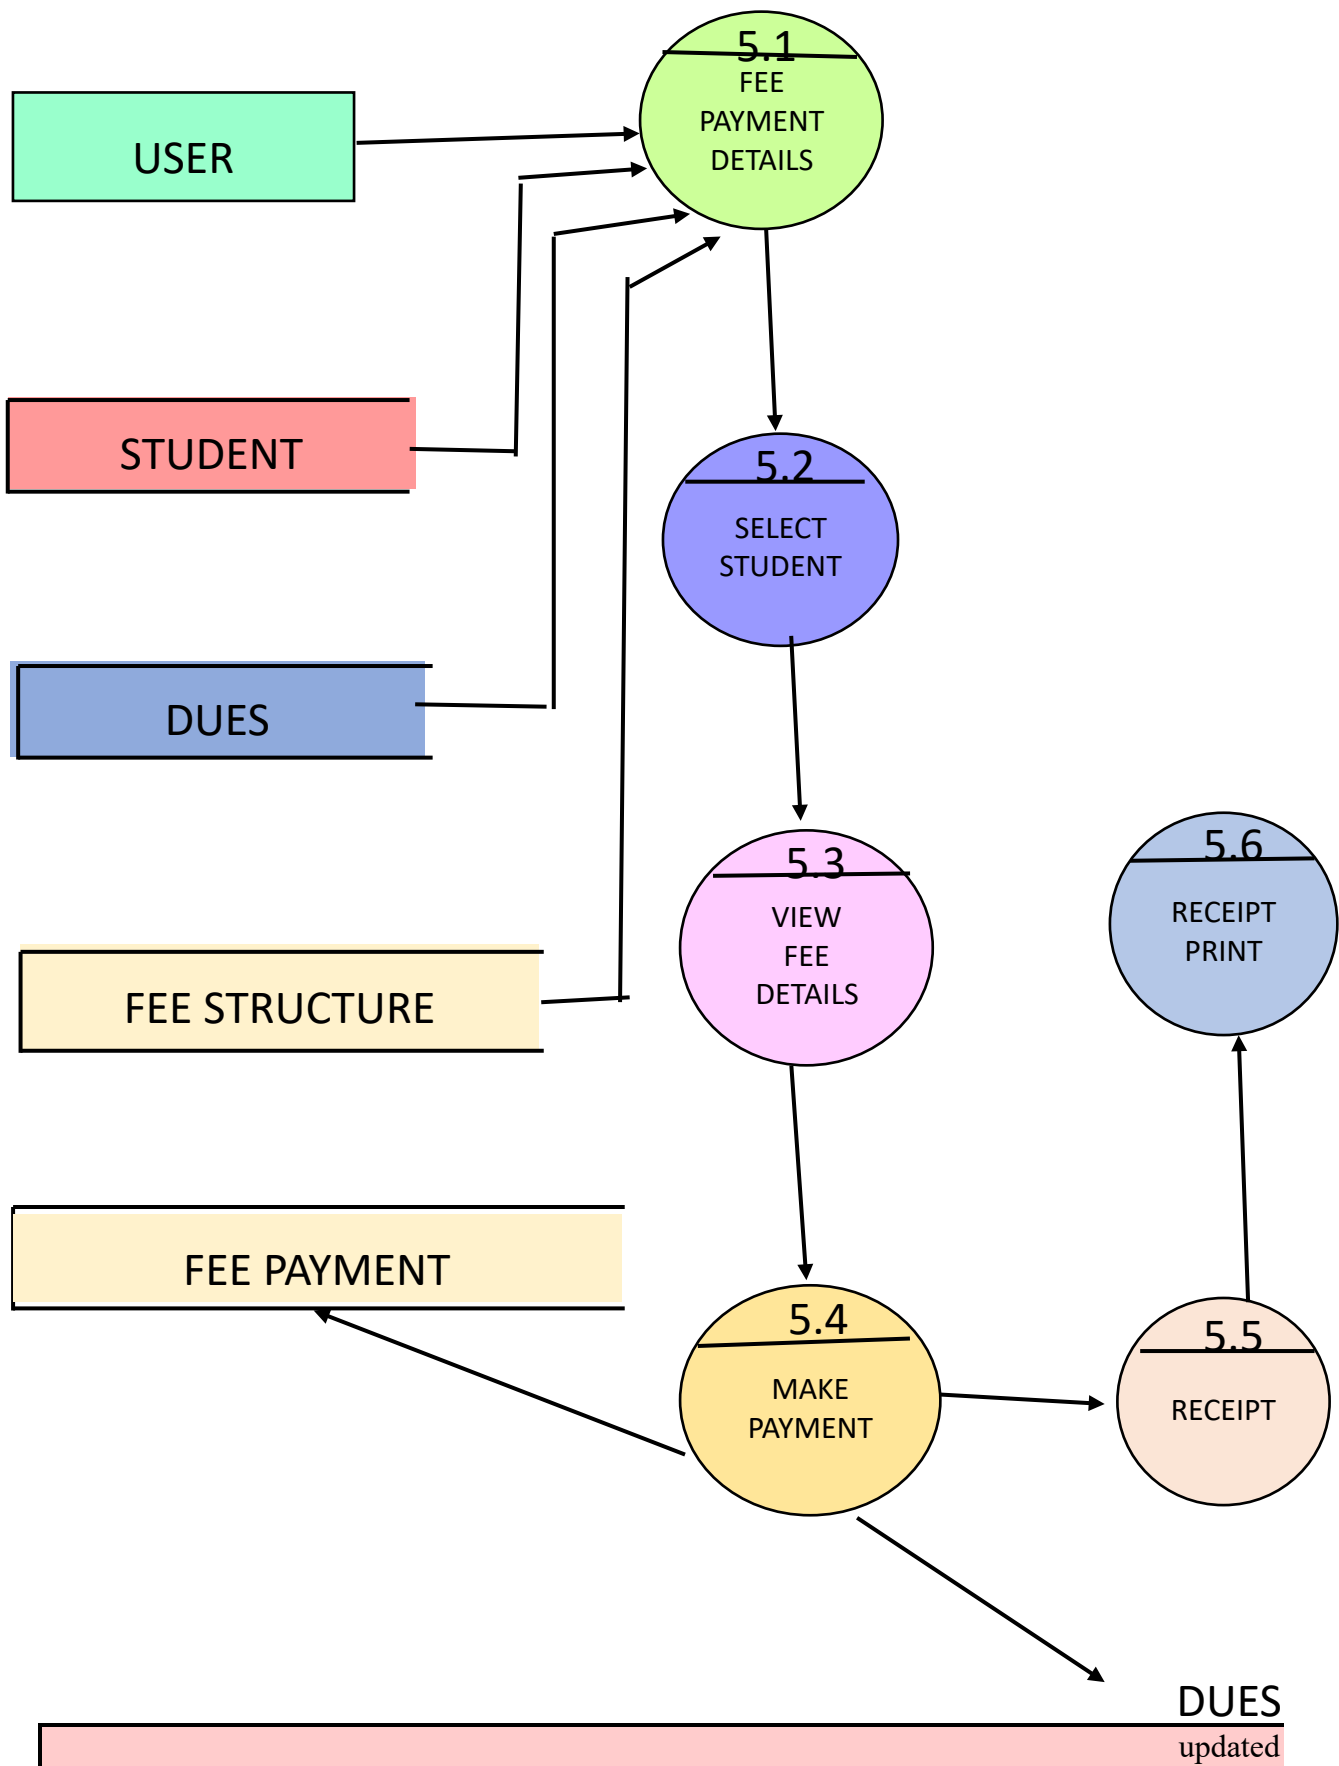 5.1
FEE
PAYMENT
DETAILS
USER
STUDENT
5.2
SELECT
STUDENT
DUES
5.3
VIEW
FEE
DETAILS
5.6
RECEIPT
PRINT
FEE STRUCTURE
FEE PAYMENT
5.4
MAKE
PAYMENT
5.5
RECEIPT
DUES
updated